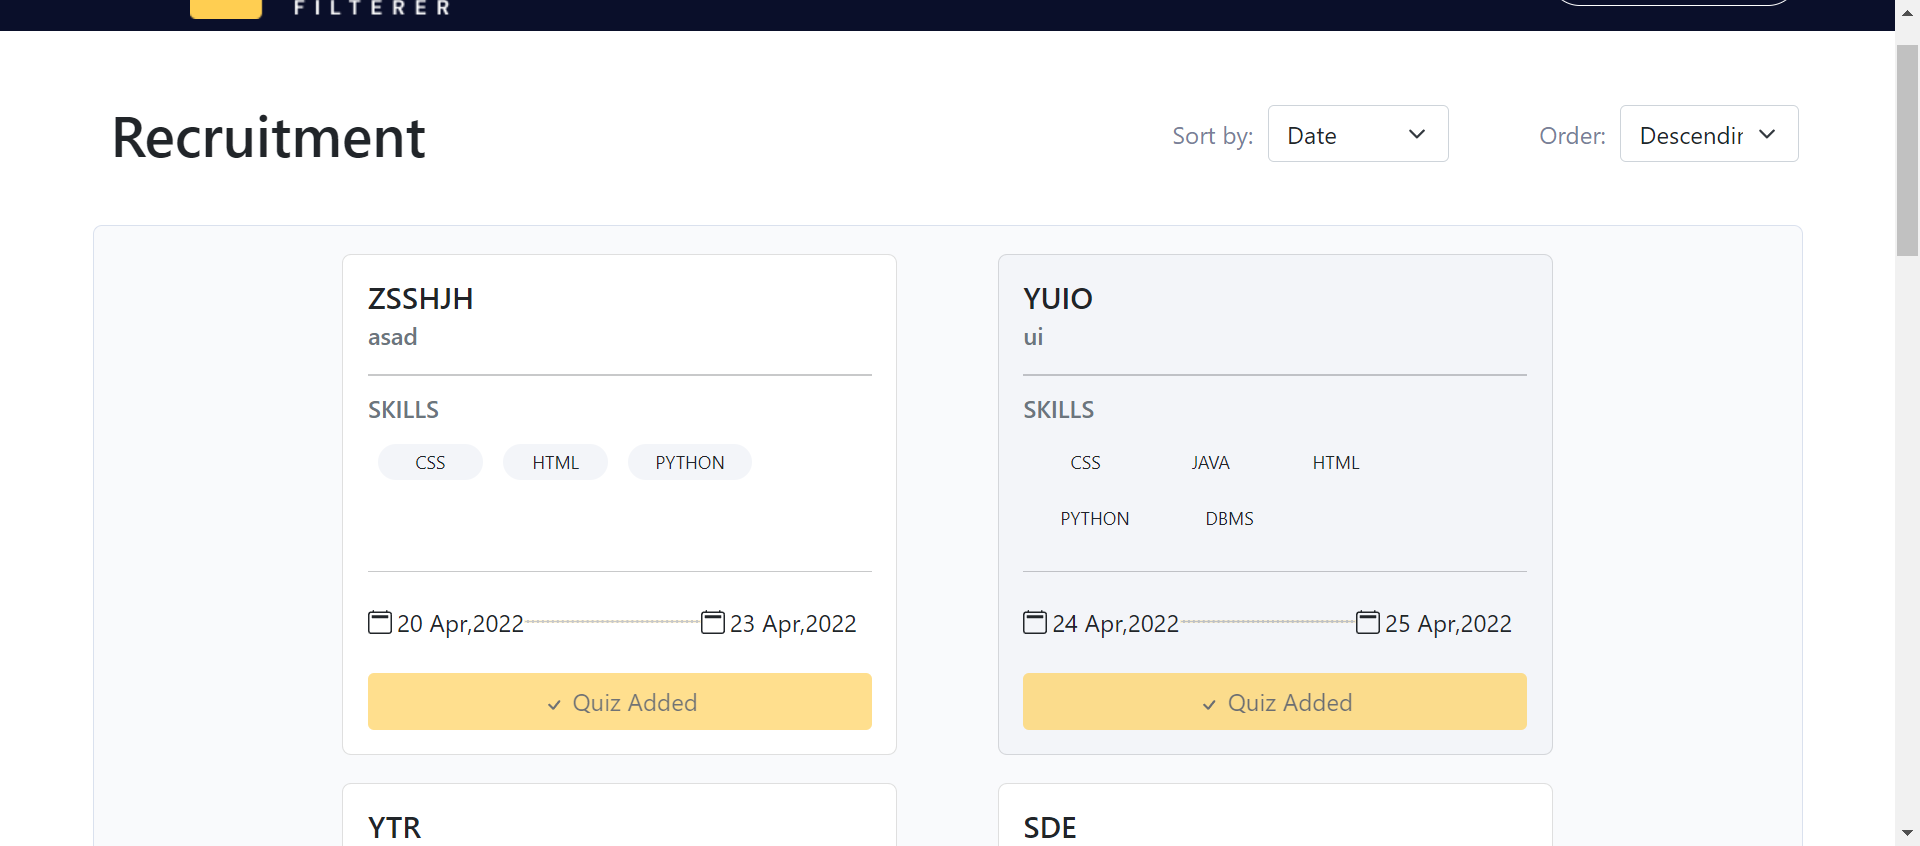 FILTERER
Recruitment
Sort by: Date
Order: Descendir
ZSSHJH
asad
SKILLS
CSS HTML PYTHON
20 Apr,2022 23 Apr,2022
Quiz Added
YUIO
ui
SKILLS
CSS JAVA HTML
PYTHON DBMS
24 Apr,2022 25 Apr,2022
Quiz Added
YTR
SDE